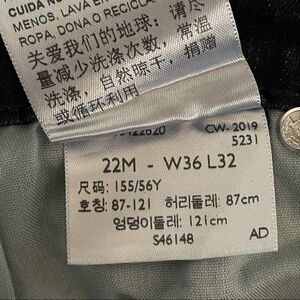 CUIDA NU
MENOS, LAVA EN
ROPA, DONA O RECICLA.
关爱我们的地球：请尽
量减少洗涤次数，常温
洗涤，自然晾干，捐赠
或循环利用
CW-2019
5231
22M - W36 L32
尺码: 155/56Y
호칭: 87-121 허리둘레: 87cm
엉덩이둘레: 121cm
S46148 AD